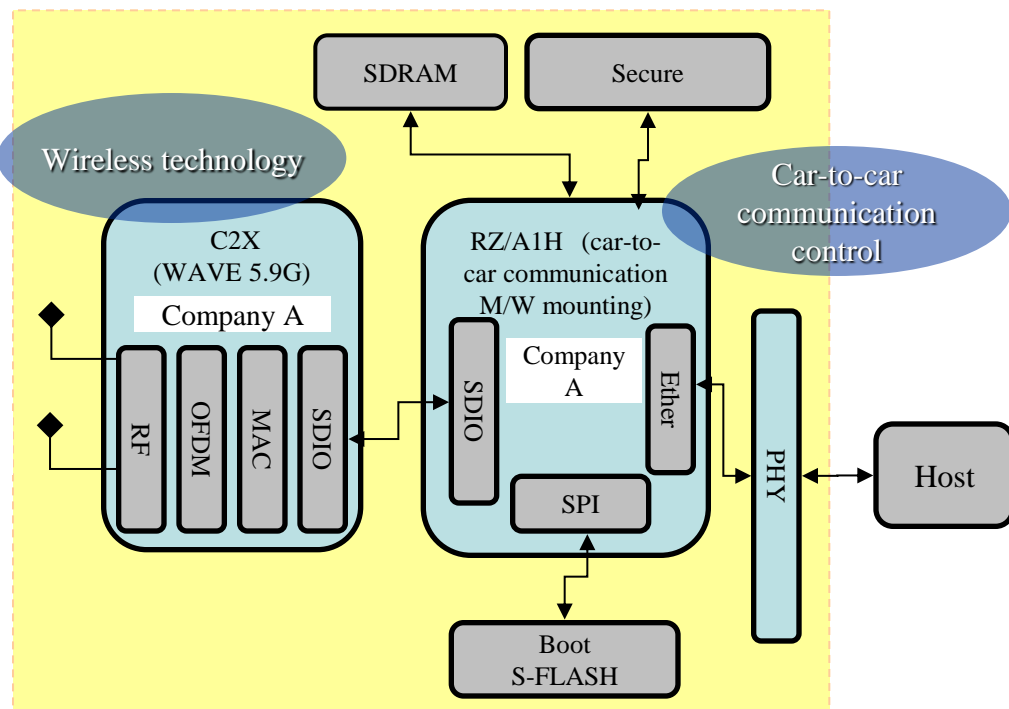 SDRAM
Secure
Wireless technology
Car-to-car
communication
control
C2X
(WAVE 5.9G)
Company A
RF
OFDM
MAC
SDIO
RZ/A1H (car-to-
car communication
M/W mounting)
Company
A
SDIO
Ether
SPI
PHY
Host
Boot
S-FLASH